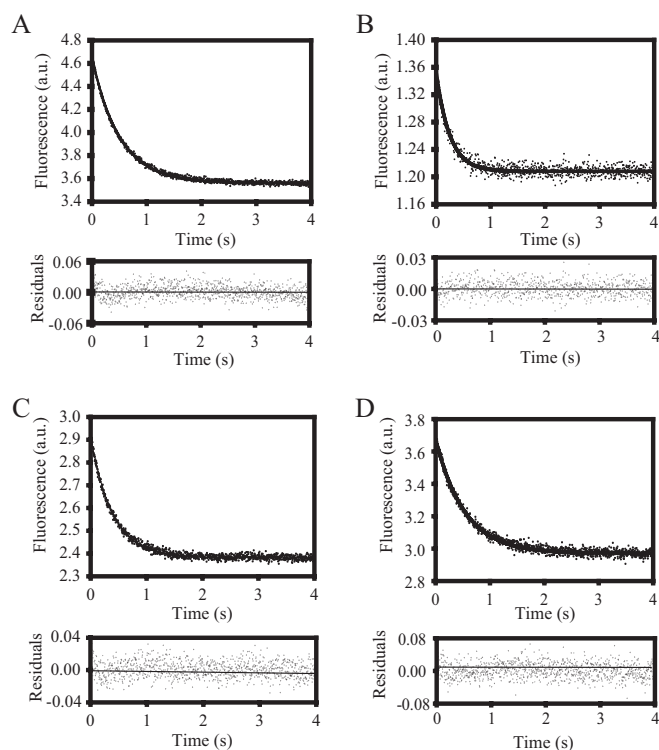 A
Fluorescence (a.u.)
4.8
4.6
4.4
4.2
4.0
3.8
3.6
3.4
0 1 2 3 4
Time (s)
Residuals
0.06
0.00
-0.06
0 1 2 3 4
Time (s)
B
Fluorescence (a.u.)
1.40
1.36
1.32
1.28
1.24
1.20
1.16
0 1 2 3 4
Time (s)
Residuals
0.03
0.00
-0.03
0 1 2 3 4
Time (s)
C
Fluorescence (a.u.)
3.0
2.9
2.8
2.7
2.6
2.5
2.4
2.3
0 1 2 3 4
Time (s)
Residuals
0.04
0.00
-0.04
0 1 2 3 4
Time (s)
D
Fluorescence (a.u.)
3.8
3.6
3.4
3.2
3.0
2.8
0 1 2 3 4
Time (s)
Residuals
0.08
0.00
-0.08
0 1 2 3 4
Time (s)